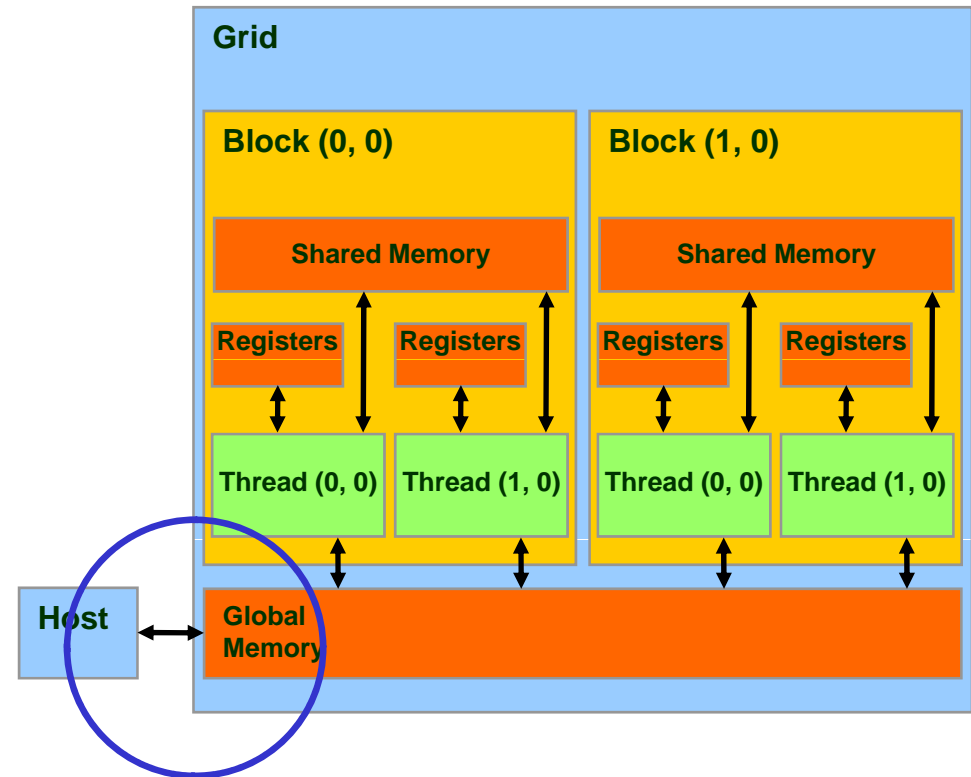 Grid
Block (0, 0)
Block (1, 0)
Shared Memory
Shared Memory
Registers
Registers
Registers
Registers
Thread (0, 0)
Thread (1, 0)
Thread (0, 0)
Thread (1, 0)
Host
Global
Memory